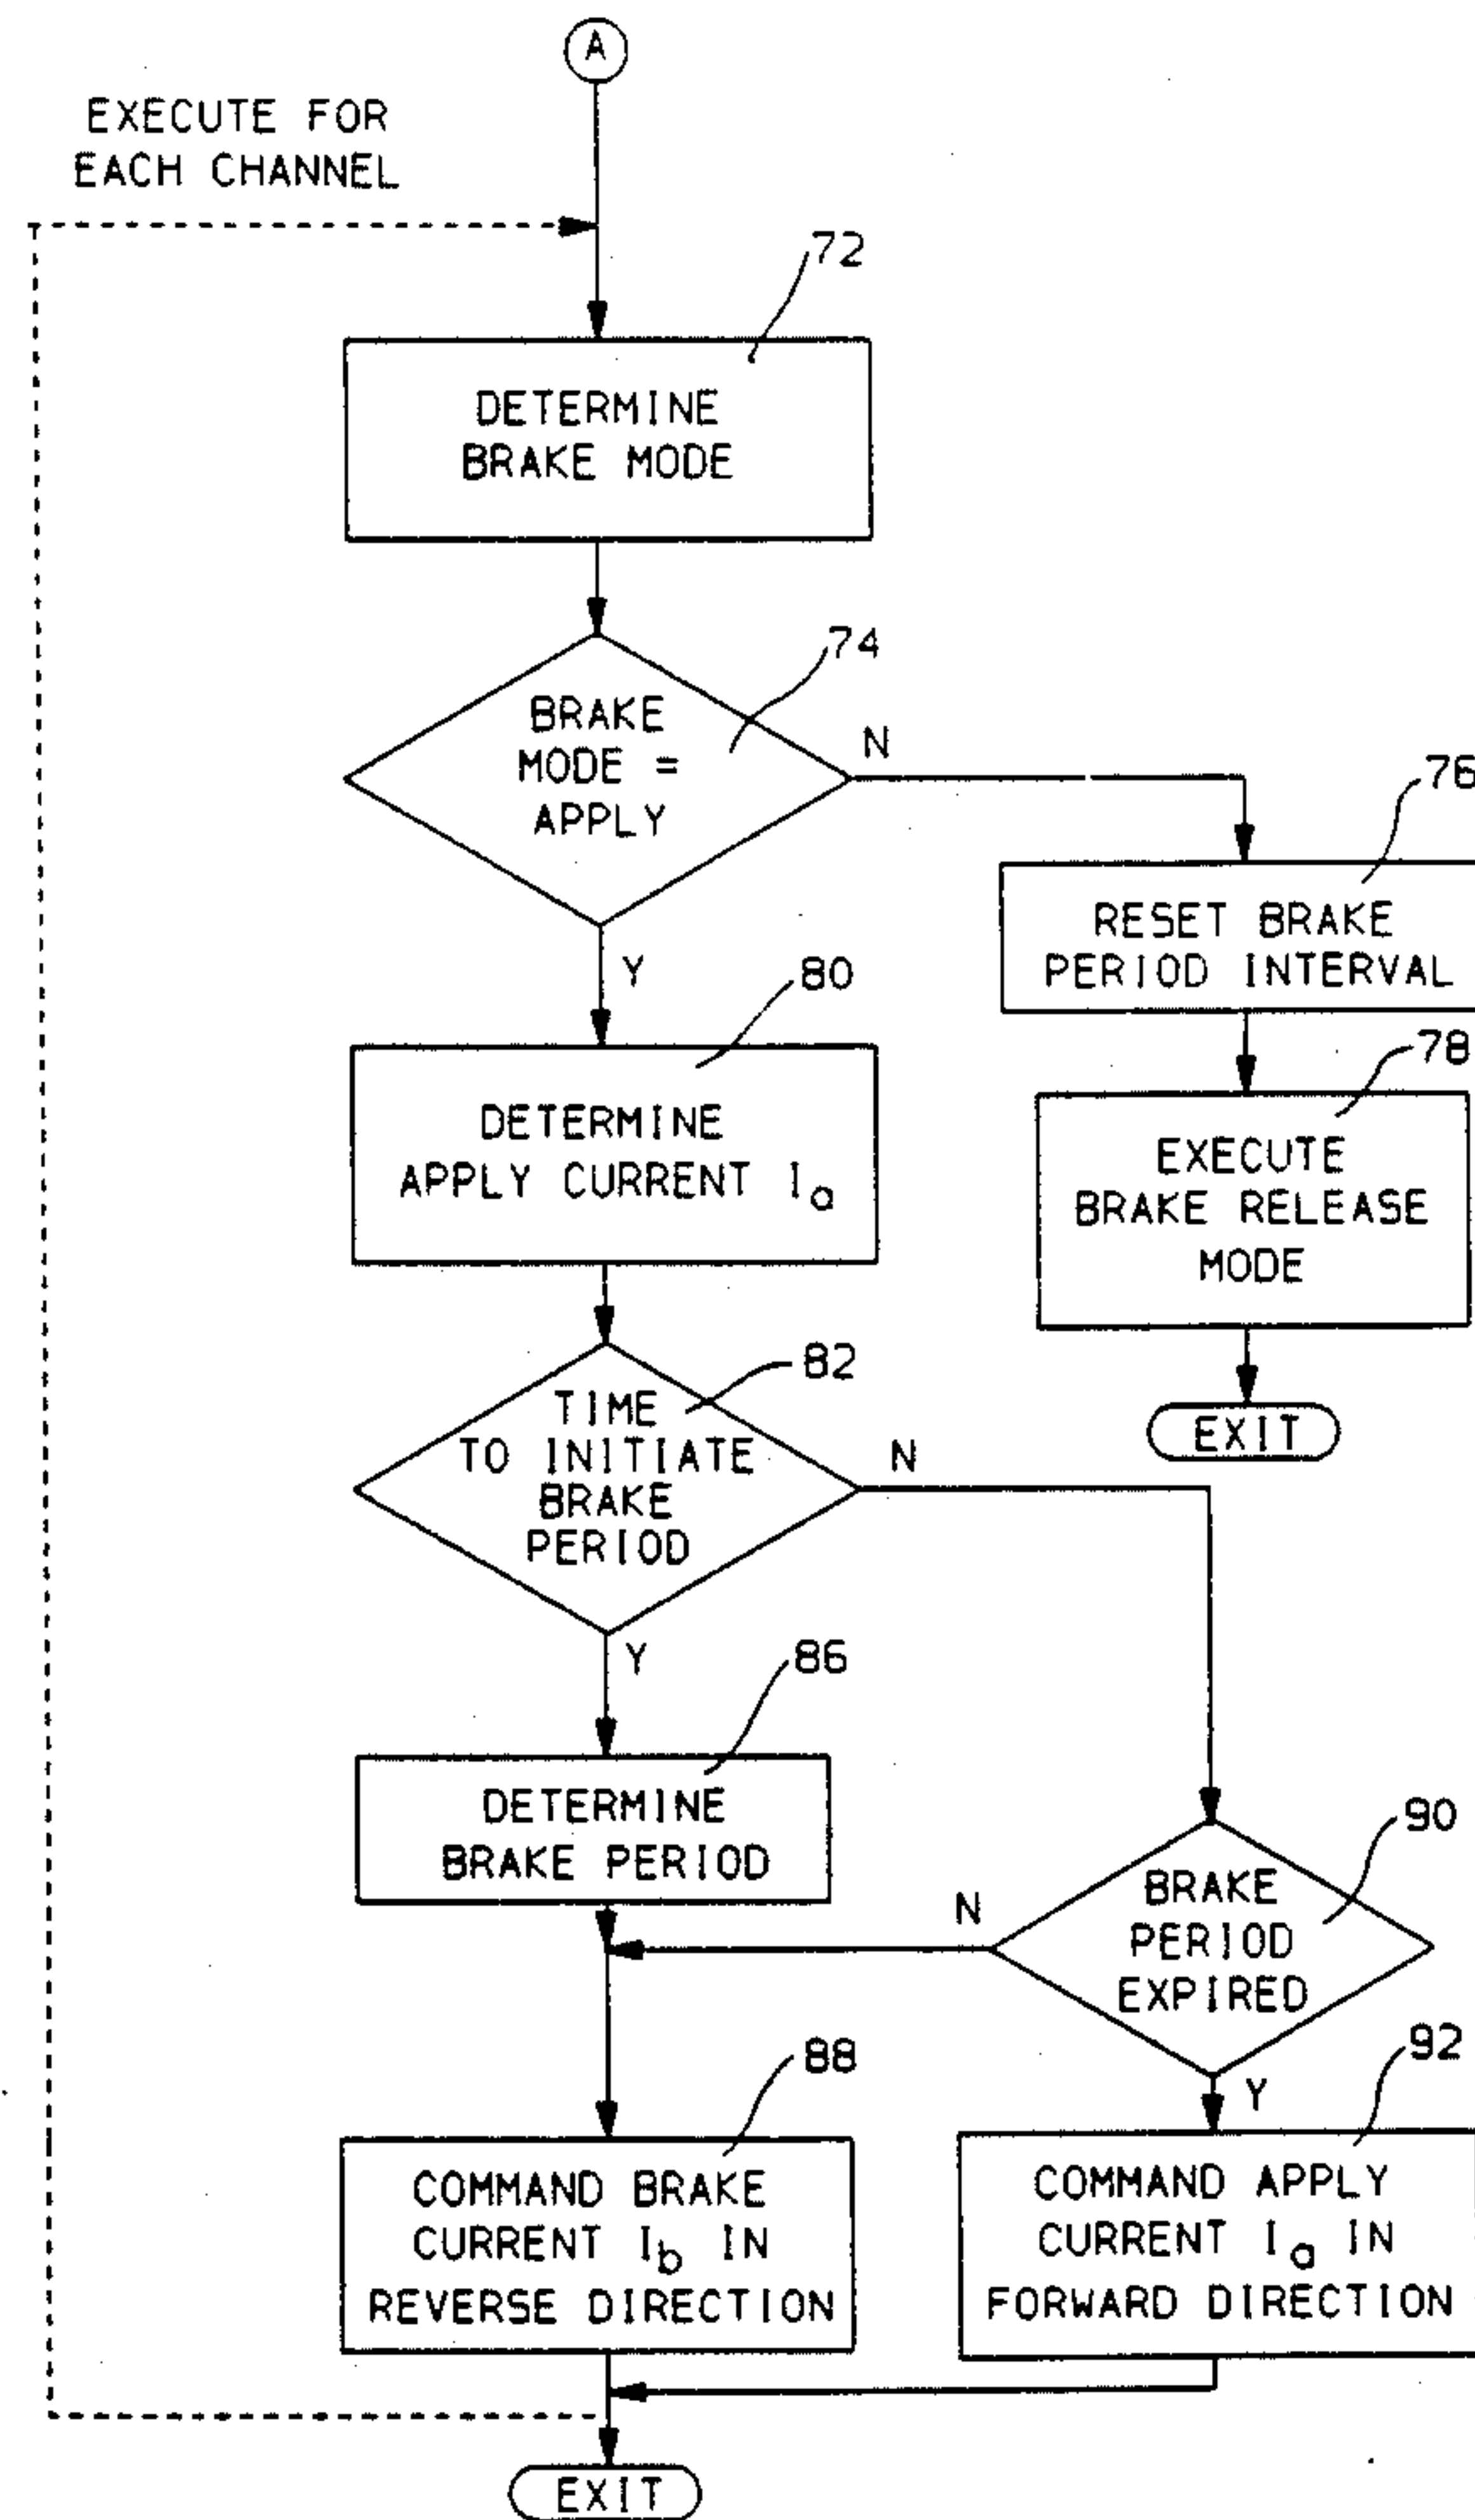 A
EXECUTE FOR
EACH CHANNEL
72
DETERMINE
BRAKE MODE
74
BRAKE
MODE =
APPLY
N
76
RESET BRAKE
PERIOD INTERVAL
Y
80
78
DETERMINE
APPLY CURRENT Ia
EXECUTE
BRAKE RELEASE
MODE
82
TIME
TO INITIATE
BRAKE
PERIOD
N
EXIT
Y
86
DETERMINE
BRAKE PERIOD
90
BRAKE
PERIOD
EXPIRED
N
Y
88
92
COMMAND BRAKE
CURRENT Ib IN
REVERSE DIRECTION
COMMAND APPLY
CURRENT Ia IN
FORWARD DIRECTION
EXIT